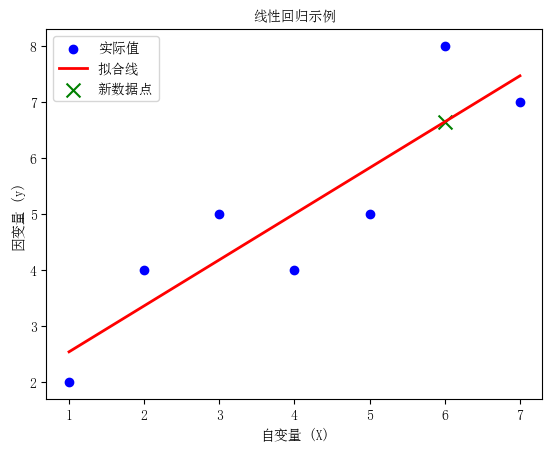 线性回归示例
实际值
拟合线
新数据点
8
7
6
5
4
3
2
因变量 (y)
1 2 3 4 5 6 7
自变量 (X)